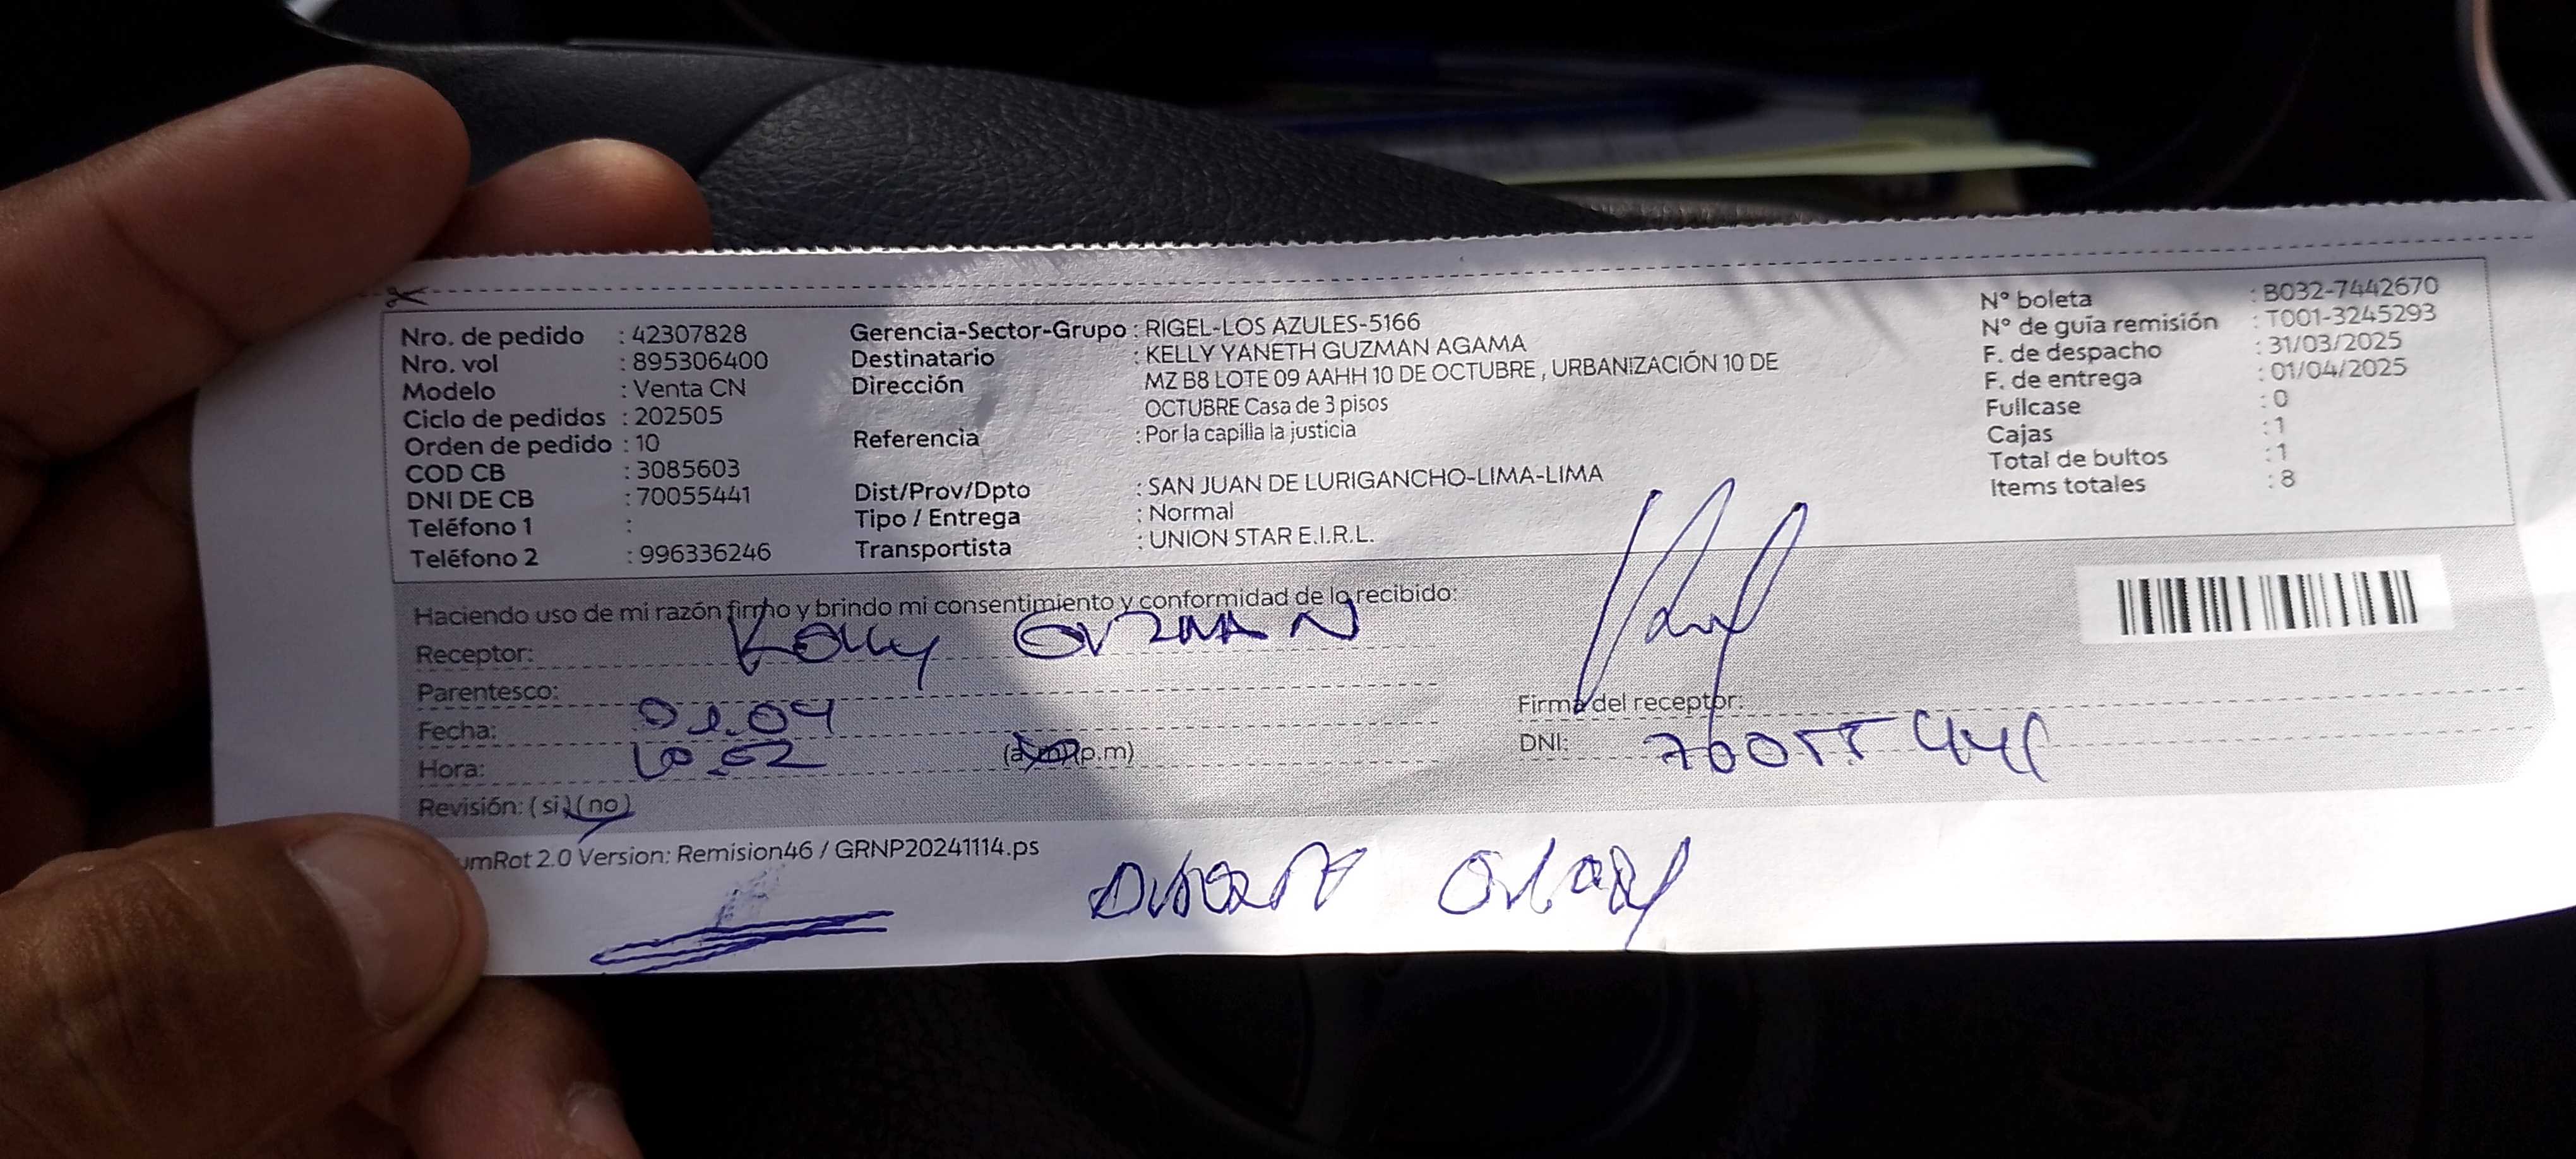 Nro. de pedido : 42307828
Nro. vol : 895306400
Modelo : Venta CN
Ciclo de pedidos : 202505
Orden de pedido : 10
COD CB : 3085603
DNI DE CB : 70055441
Teléfono 1 :
Teléfono 2 : 996336246
Gerencia-Sector-Grupo : RIGEL-LOS AZULES-5166
Destinatario : KELLY YANETH GUZMAN AGAMA
Dirección MZ B8 LOTE 09 AAHH 10 DE OCTUBRE , URBANIZACIÓN 10 DE
OCTUBRE Casa de 3 pisos
Referencia : Por la capilla la justicia
Dist/Prov/Dpto : SAN JUAN DE LURIGANCHO-LIMA-LIMA
Tipo / Entrega : Normal
Transportista : UNION STAR E.I.R.L.
N° boleta : B032-7442670
N° de guía remisión : T001-3245293
F. de despacho : 31/03/2025
F. de entrega : 01/04/2025
Fullcase : 0
Cajas : 1
Total de bultos : 1
Items totales : 8
Haciendo uso de mi razón firmo y brindo mi consentimiento y conformidad de lo recibido:
Receptor: Kelly GUZMAN
Parentesco:
Fecha: 01.04
Hora: 10.52 (a.m)(p.m)
Revisión: (si)(no)
Firma del receptor:
DNI: 70055441
umRot 2.0 Version: Remision46 / GRNP20241114.ps